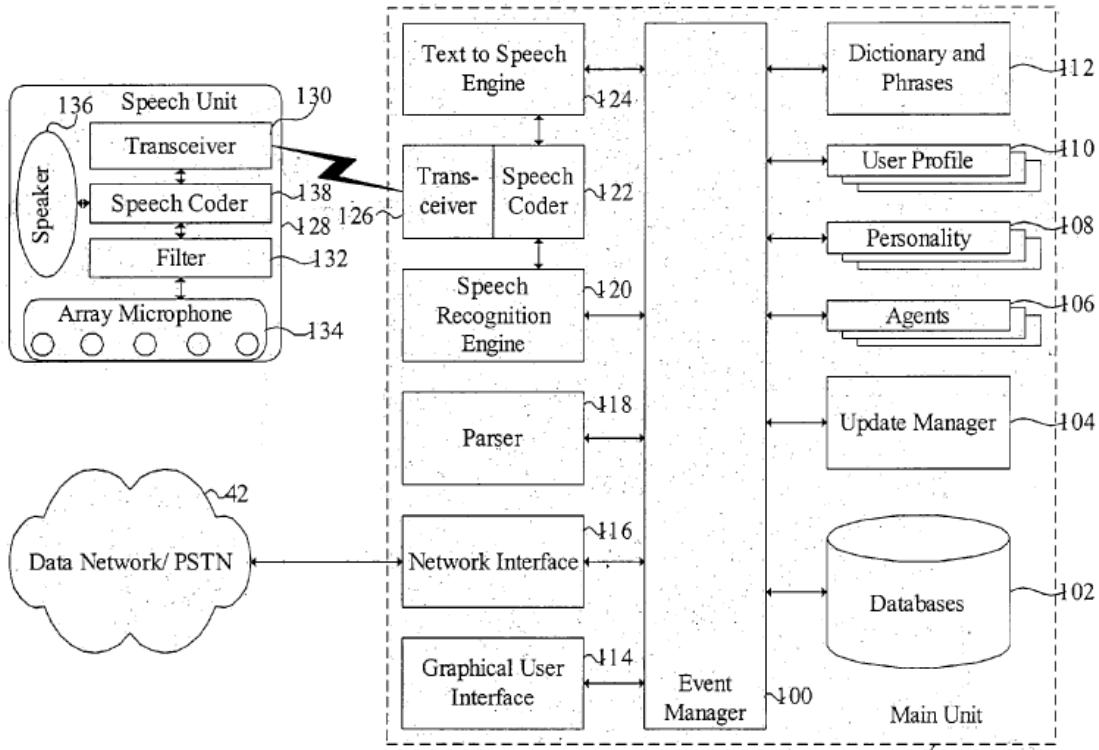 Speech Unit
136
130
Transceiver
Speaker
Speech Coder
138
128
Filter
132
Array Microphone
134
42
Data Network/ PSTN
Text to Speech
Engine
124
Trans-
ceiver
126
Speech
Coder
122
Speech
Recognition
Engine
120
Parser
118
Network Interface
116
Graphical User
Interface
114
Event
Manager
100
Dictionary and
Phrases
112
User Profile
110
Personality
108
Agents
106
Update Manager
104
Databases
102
Main Unit